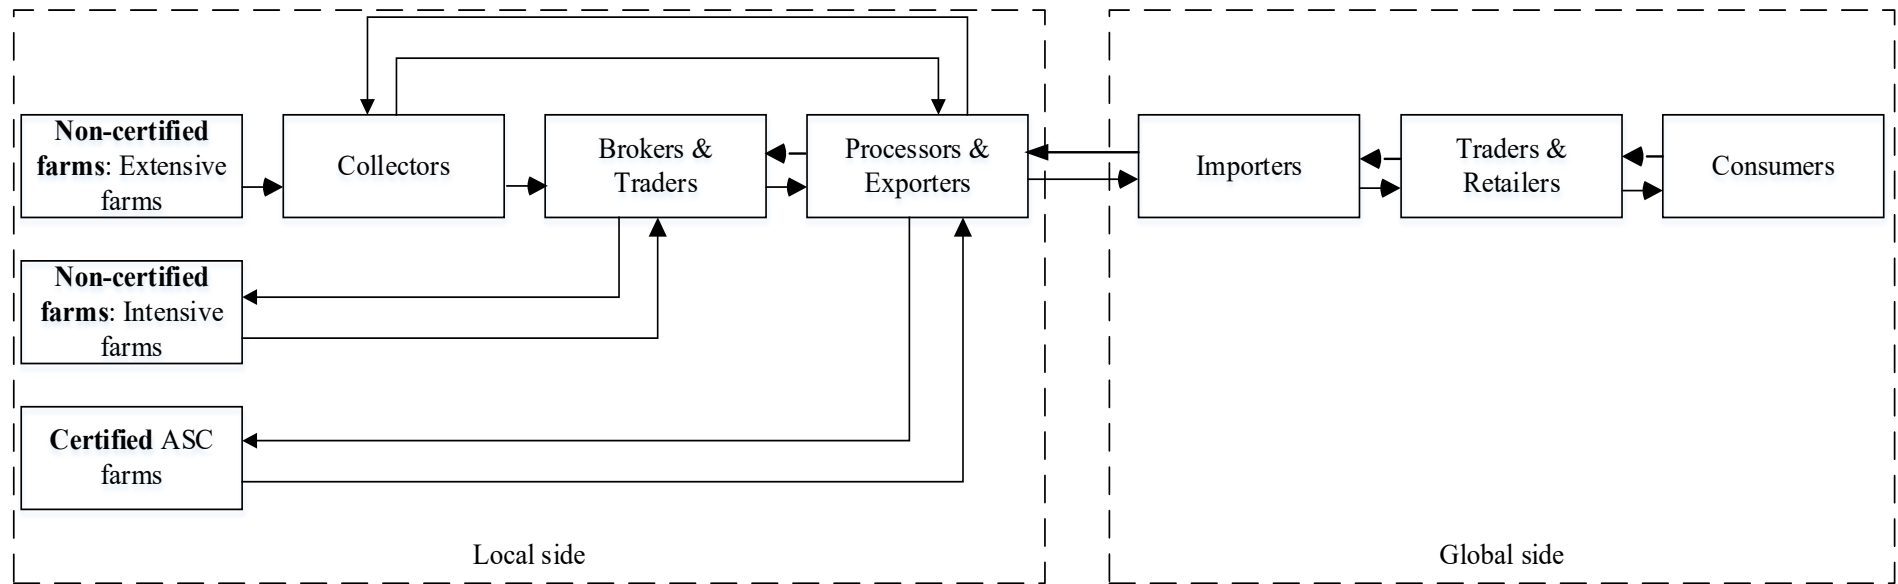 Non-certified
farms: Extensive
farms
Collectors
Brokers &
Traders
Processors &
Exporters
Importers
Traders &
Retailers
Consumers
Non-certified
farms: Intensive
farms
Certified ASC
farms
Local side
Global side